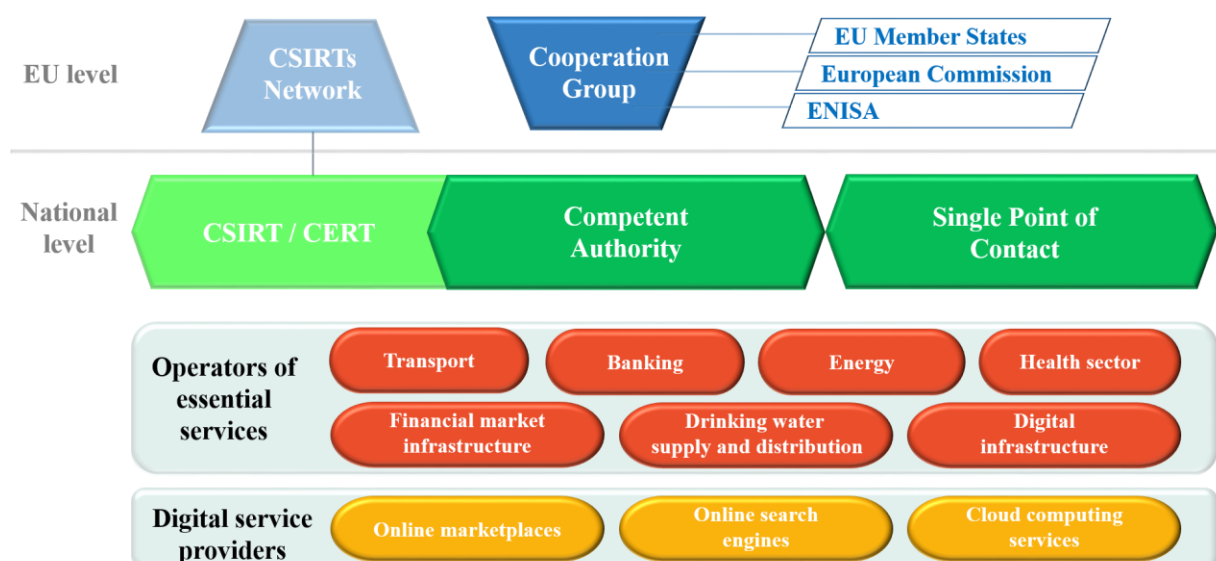 EU level
CSIRTs
Network
Cooperation
Group
EU Member States
European Commission
ENISA
National
level
CSIRT / CERT
Competent
Authority
Single Point of
Contact
Operators of
essential
services
Transport
Banking
Energy
Health sector
Financial market
infrastructure
Drinking water
supply and distribution
Digital
infrastructure
Digital service
providers
Online marketplaces
Online search
engines
Cloud computing
services